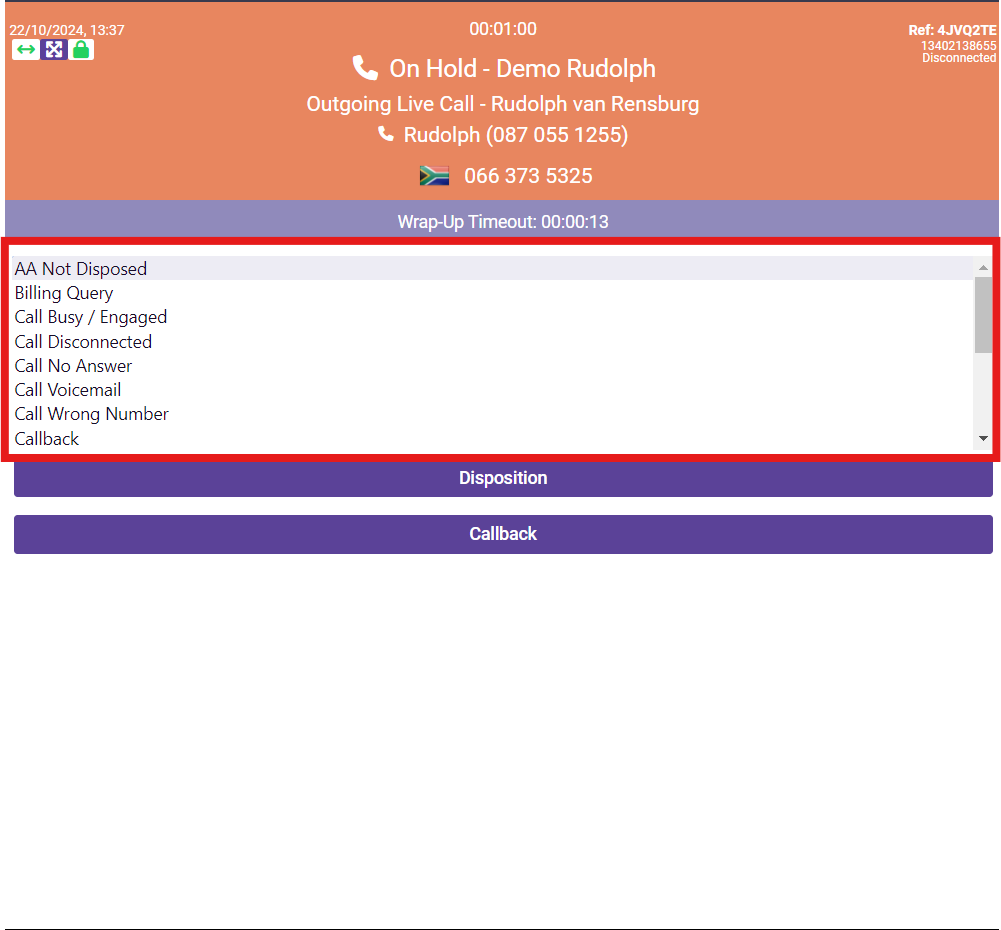 22/10/2024, 13:37
00:01:00
Ref: 4JVQ2TE
13402138655
Disconnected
On Hold - Demo Rudolph
Outgoing Live Call - Rudolph van Rensburg
Rudolph (087 055 1255)
066 373 5325
Wrap-Up Timeout: 00:00:13
AA Not Disposed
Billing Query
Call Busy / Engaged
Call Disconnected
Call No Answer
Call Voicemail
Call Wrong Number
Callback
Disposition
Callback